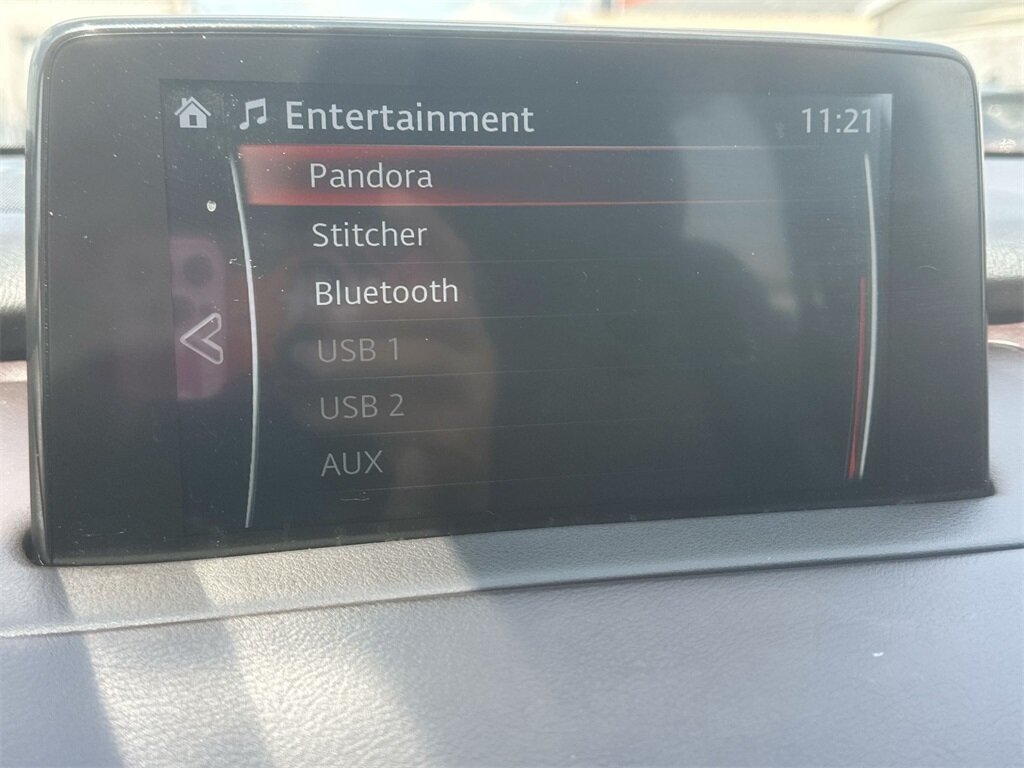 Entertainment 11:21
Pandora
Stitcher
Bluetooth
USB 1
USB 2
AUX